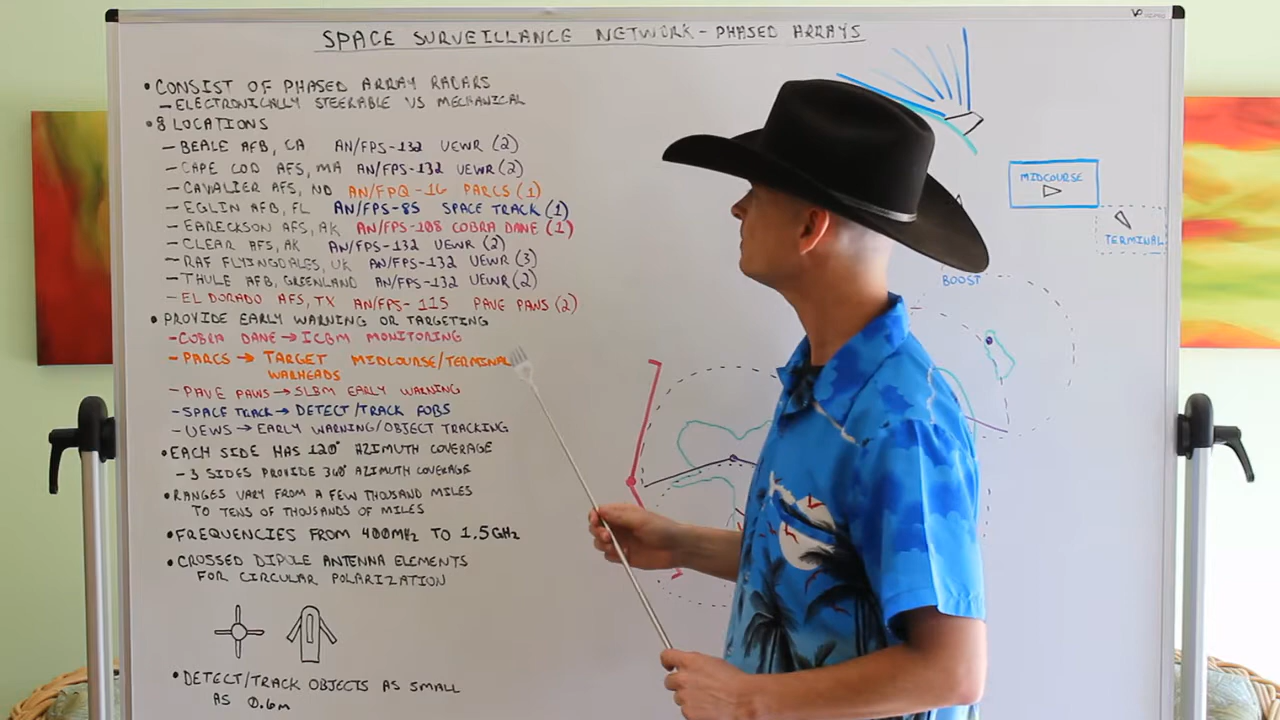 SPACE SURVEILLANCE NETWORK - PHASED ARRAYS
• CONSIST OF PHASED ARRAY RADARS
- ELECTRONICALLY STEERABLE VS MECHANICAL
• 8 LOCATIONS
- BEALE AFB, CA AN/FPS-132 UEWR (2)
- CAPE COD AFS, MA AN/FPS-132 UEWR (2)
- CAVALIER AFS, ND AN/FPQ-16 PARCS (1)
- EGLIN AFB, FL AN/FPS-85 SPACE TRACK (1)
- EARECKSON AFS, AK AN/FPS-108 COBRA DANE (1)
- CLEAR AFS, AK AN/FPS-132 UEWR (2)
- RAF FLYINGDALES, UK AN/FPS-132 UEWR (3)
- THULE AFB, GREENLAND AN/FPS-132 UEWR (2)
- EL DORADO AFS, TX AN/FPS-115 PAVE PAWS (2)
• PROVIDE EARLY WARNING OR TARGETING
- COBRA DANE → ICBM MONITORING
- PARCS → TARGET MIDCOURSE/TERMINAL
WARHEADS
- PAVE PAWS → SLBM EARLY WARNING
- SPACE TRACK → DETECT/TRACK FOBS
- UEWS → EARLY WARNING/OBJECT TRACKING
• EACH SIDE HAS 120° AZIMUTH COVERAGE
- 3 SIDES PROVIDE 360° AZIMUTH COVERAGE
• RANGES VARY FROM A FEW THOUSAND MILES
TO TENS OF THOUSANDS OF MILES
• FREQUENCIES FROM 400MHz TO 1.5GHz
• CROSSED DIPOLE ANTENNA ELEMENTS
FOR CIRCULAR POLARIZATION
• DETECT/TRACK OBJECTS AS SMALL
AS 0.6m
MIDCOURSE
TERMINAL
BOOST